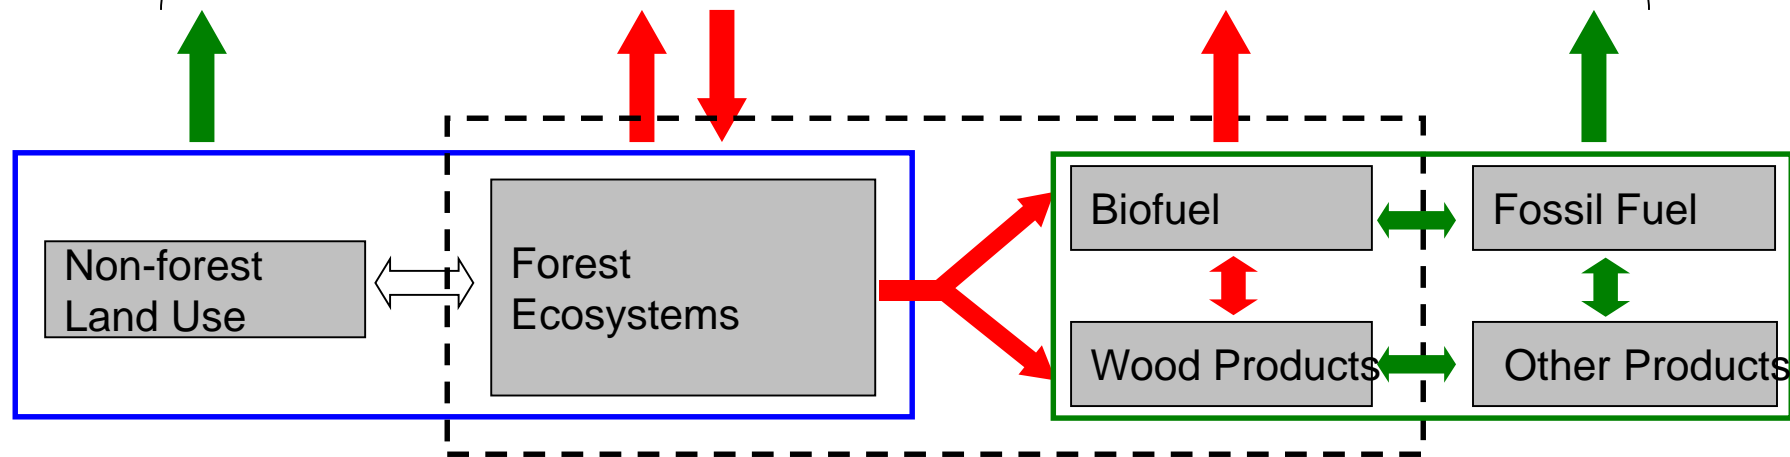 Non-forest
Land Use
Forest
Ecosystems
Biofuel
Wood Products
Fossil Fuel
Other Products